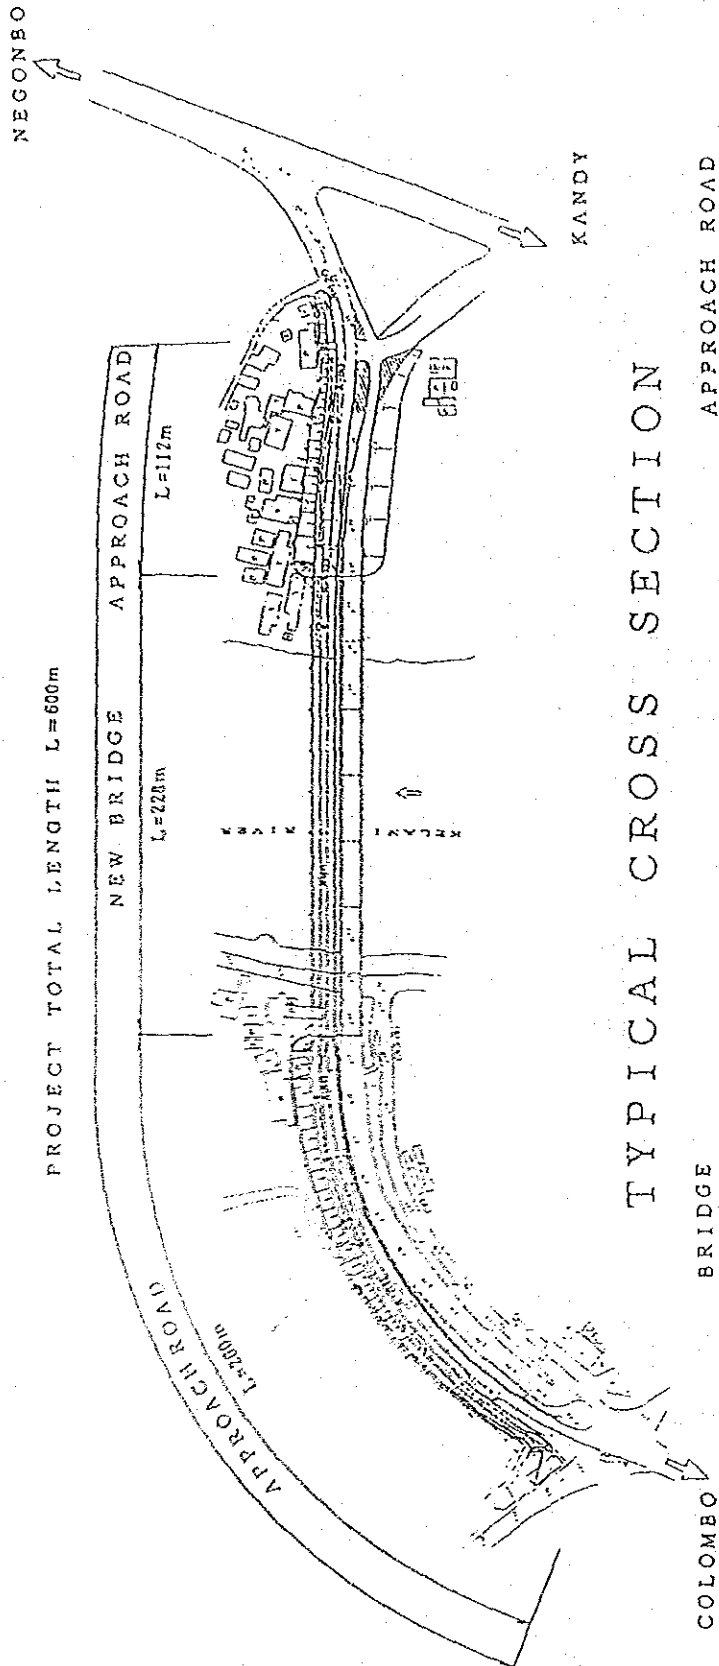 NEGONBO
PROJECT TOTAL LENGTH L=600m
APPROACH ROAD
L=260m
NEW BRIDGE
L=228m
APPROACH ROAD
L=112m
KANDY
COLOMBO
TYPICAL CROSS SECTION
BRIDGE
APPROACH ROAD